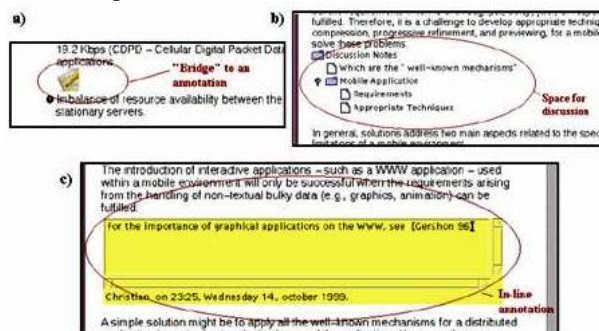 a)
19.2 Kbps (CDPD – Cellular Digital Packet Data
applications
"Bridge" to an
annotation
Imbalance of resource availability between the
stationary servers.
b)
fulfilled. Therefore, it is a challenge to develop appropriate techniq
compression, progressive refinement, and previewing, for a mobile
solve these problems.
Discussion Notes
Which are the " well-known mechanisms"
Mobile Application
Requirements
Appropriate Techniques
Space for
discussion
In general, solutions address two main aspects related to the spec
limitations of a mobile environment
c)
The introduction of interactive applications – such as a WWW application – used
within a mobile environment will only be successful when the requirements arising
from the handling of non-textual bulky data (e.g., graphics, animation) can be
fulfilled.
For the importance of graphical applications on the WWW, see [Gershon 96]
Christian, on 23:25, Wednesday 14., october 1999.
In-line
annotation
A simple solution might be to apply all the well-known mechanisms for a distributed